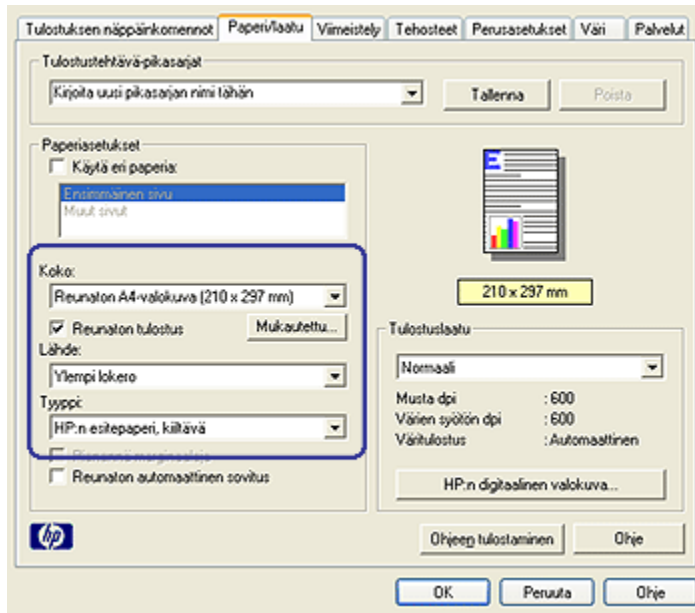 Tulostuksen näppäinkomennot Paperi/laatu Viimeistely Tehosteet Perusasetukset Väri Palvelut
Tulostustehtävä-pikasarjat
Kirjoita uusi pikasarjan nimi tähän Tallenna Poista
Paperiasetukset
Käytä eri paperia:
Ensimmäinen sivu
Muut sivut
E
Koko:
Reunaton A4-valokuva (210 x 297 mm)
210 x 297 mm
Reunaton tulostus Mukautettu...
Tulostuslaatu
Lähde:
Ylempi lokero
Normaali
Tyyppi:
HP:n esitepaperi, kiiltävä
Musta dpi : 600
Värien syötön dpi : 600
Väritulostus : Automaattinen
Pienennä marginaaleja
Reunaton automaattinen sovitus
HP:n digitaalinen valokuva...
hp
Ohjeen tulostaminen Ohje
OK Peruuta Ohje